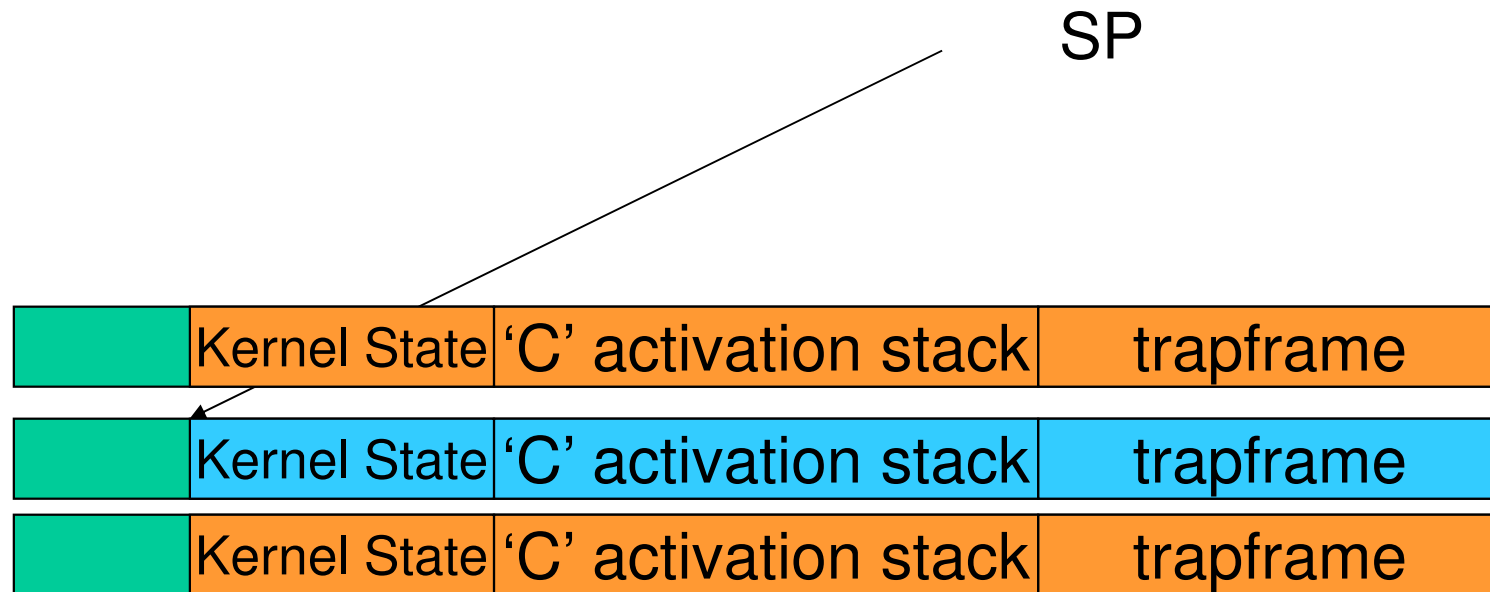 SP
Kernel State ‘C’ activation stack trapframe
Kernel State ‘C’ activation stack trapframe
Kernel State ‘C’ activation stack trapframe